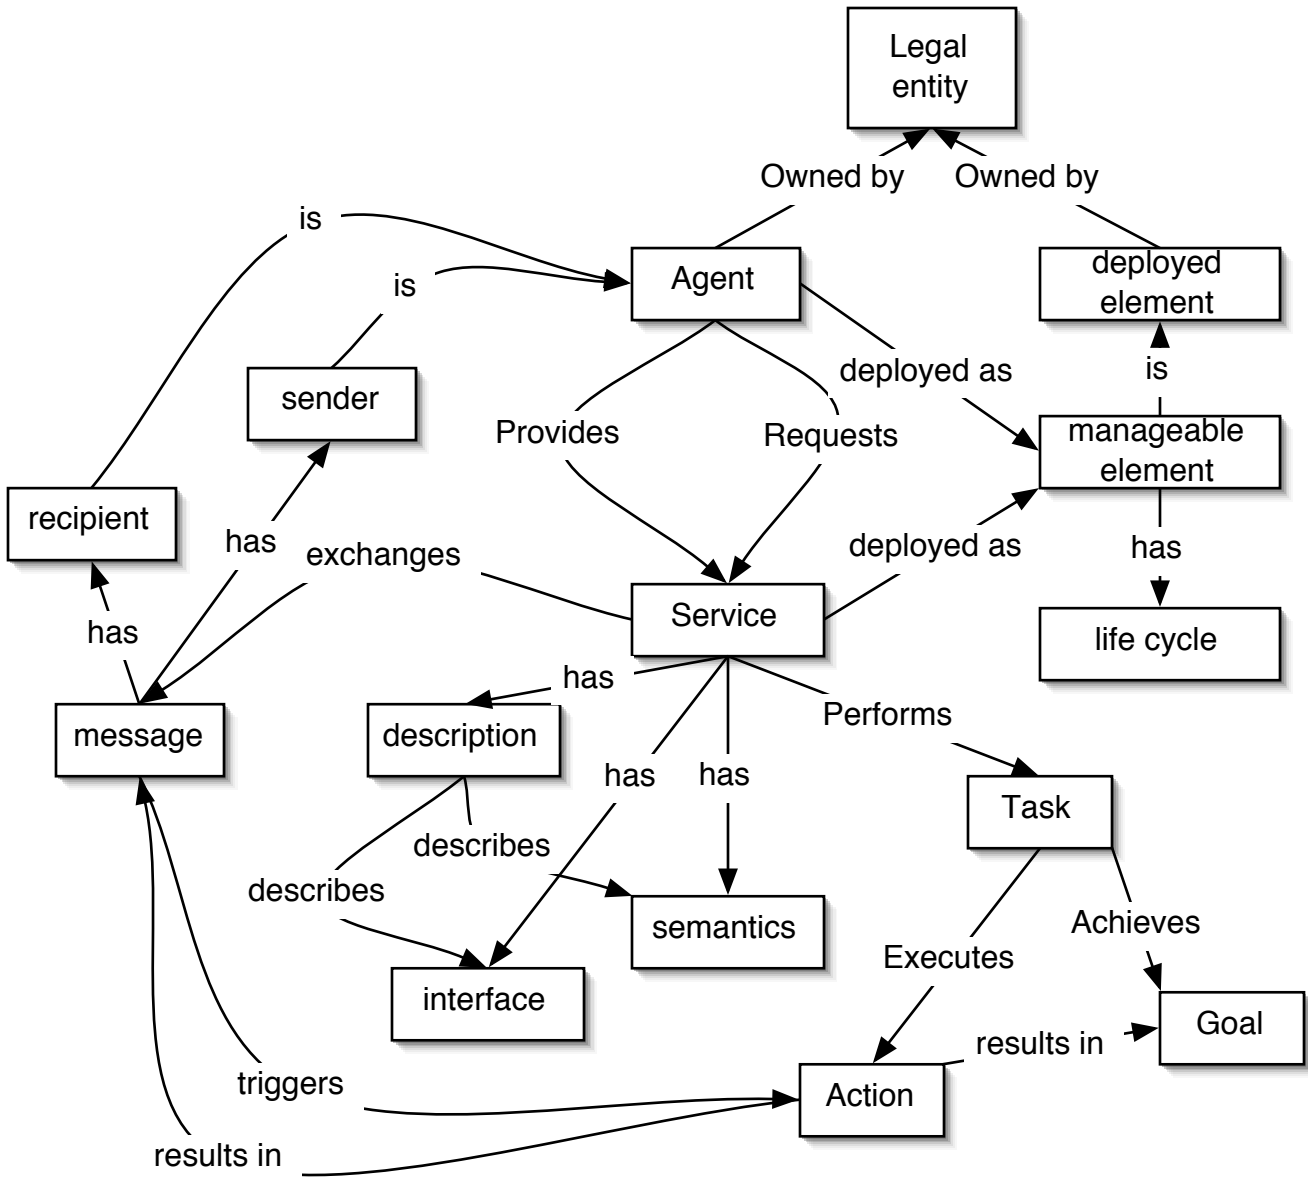 Legal
entity
Owned by
Owned by
is
Agent
deployed
element
is
deployed as
is
sender
Provides
Requests
manageable
element
recipient
has
exchanges
deployed as
has
Service
has
life cycle
has
Performs
message
description
has
has
Task
describes
describes
semantics
Achieves
Executes
interface
Goal
results in
triggers
Action
results in